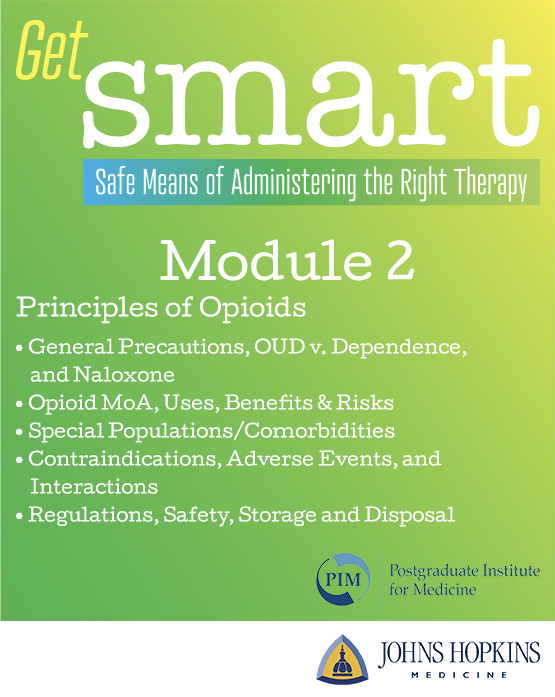 Get
smart
Safe Means of Administering the Right Therapy
Module 2
Principles of Opioids
• General Precautions, OUD v. Dependence,
and Naloxone
• Opioid MoA, Uses, Benefits & Risks
• Special Populations/Comorbidities
• Contraindications, Adverse Events, and
Interactions
• Regulations, Safety, Storage and Disposal
PIM
Postgraduate Institute
for Medicine
JOHNS HOPKINS
MEDICINE